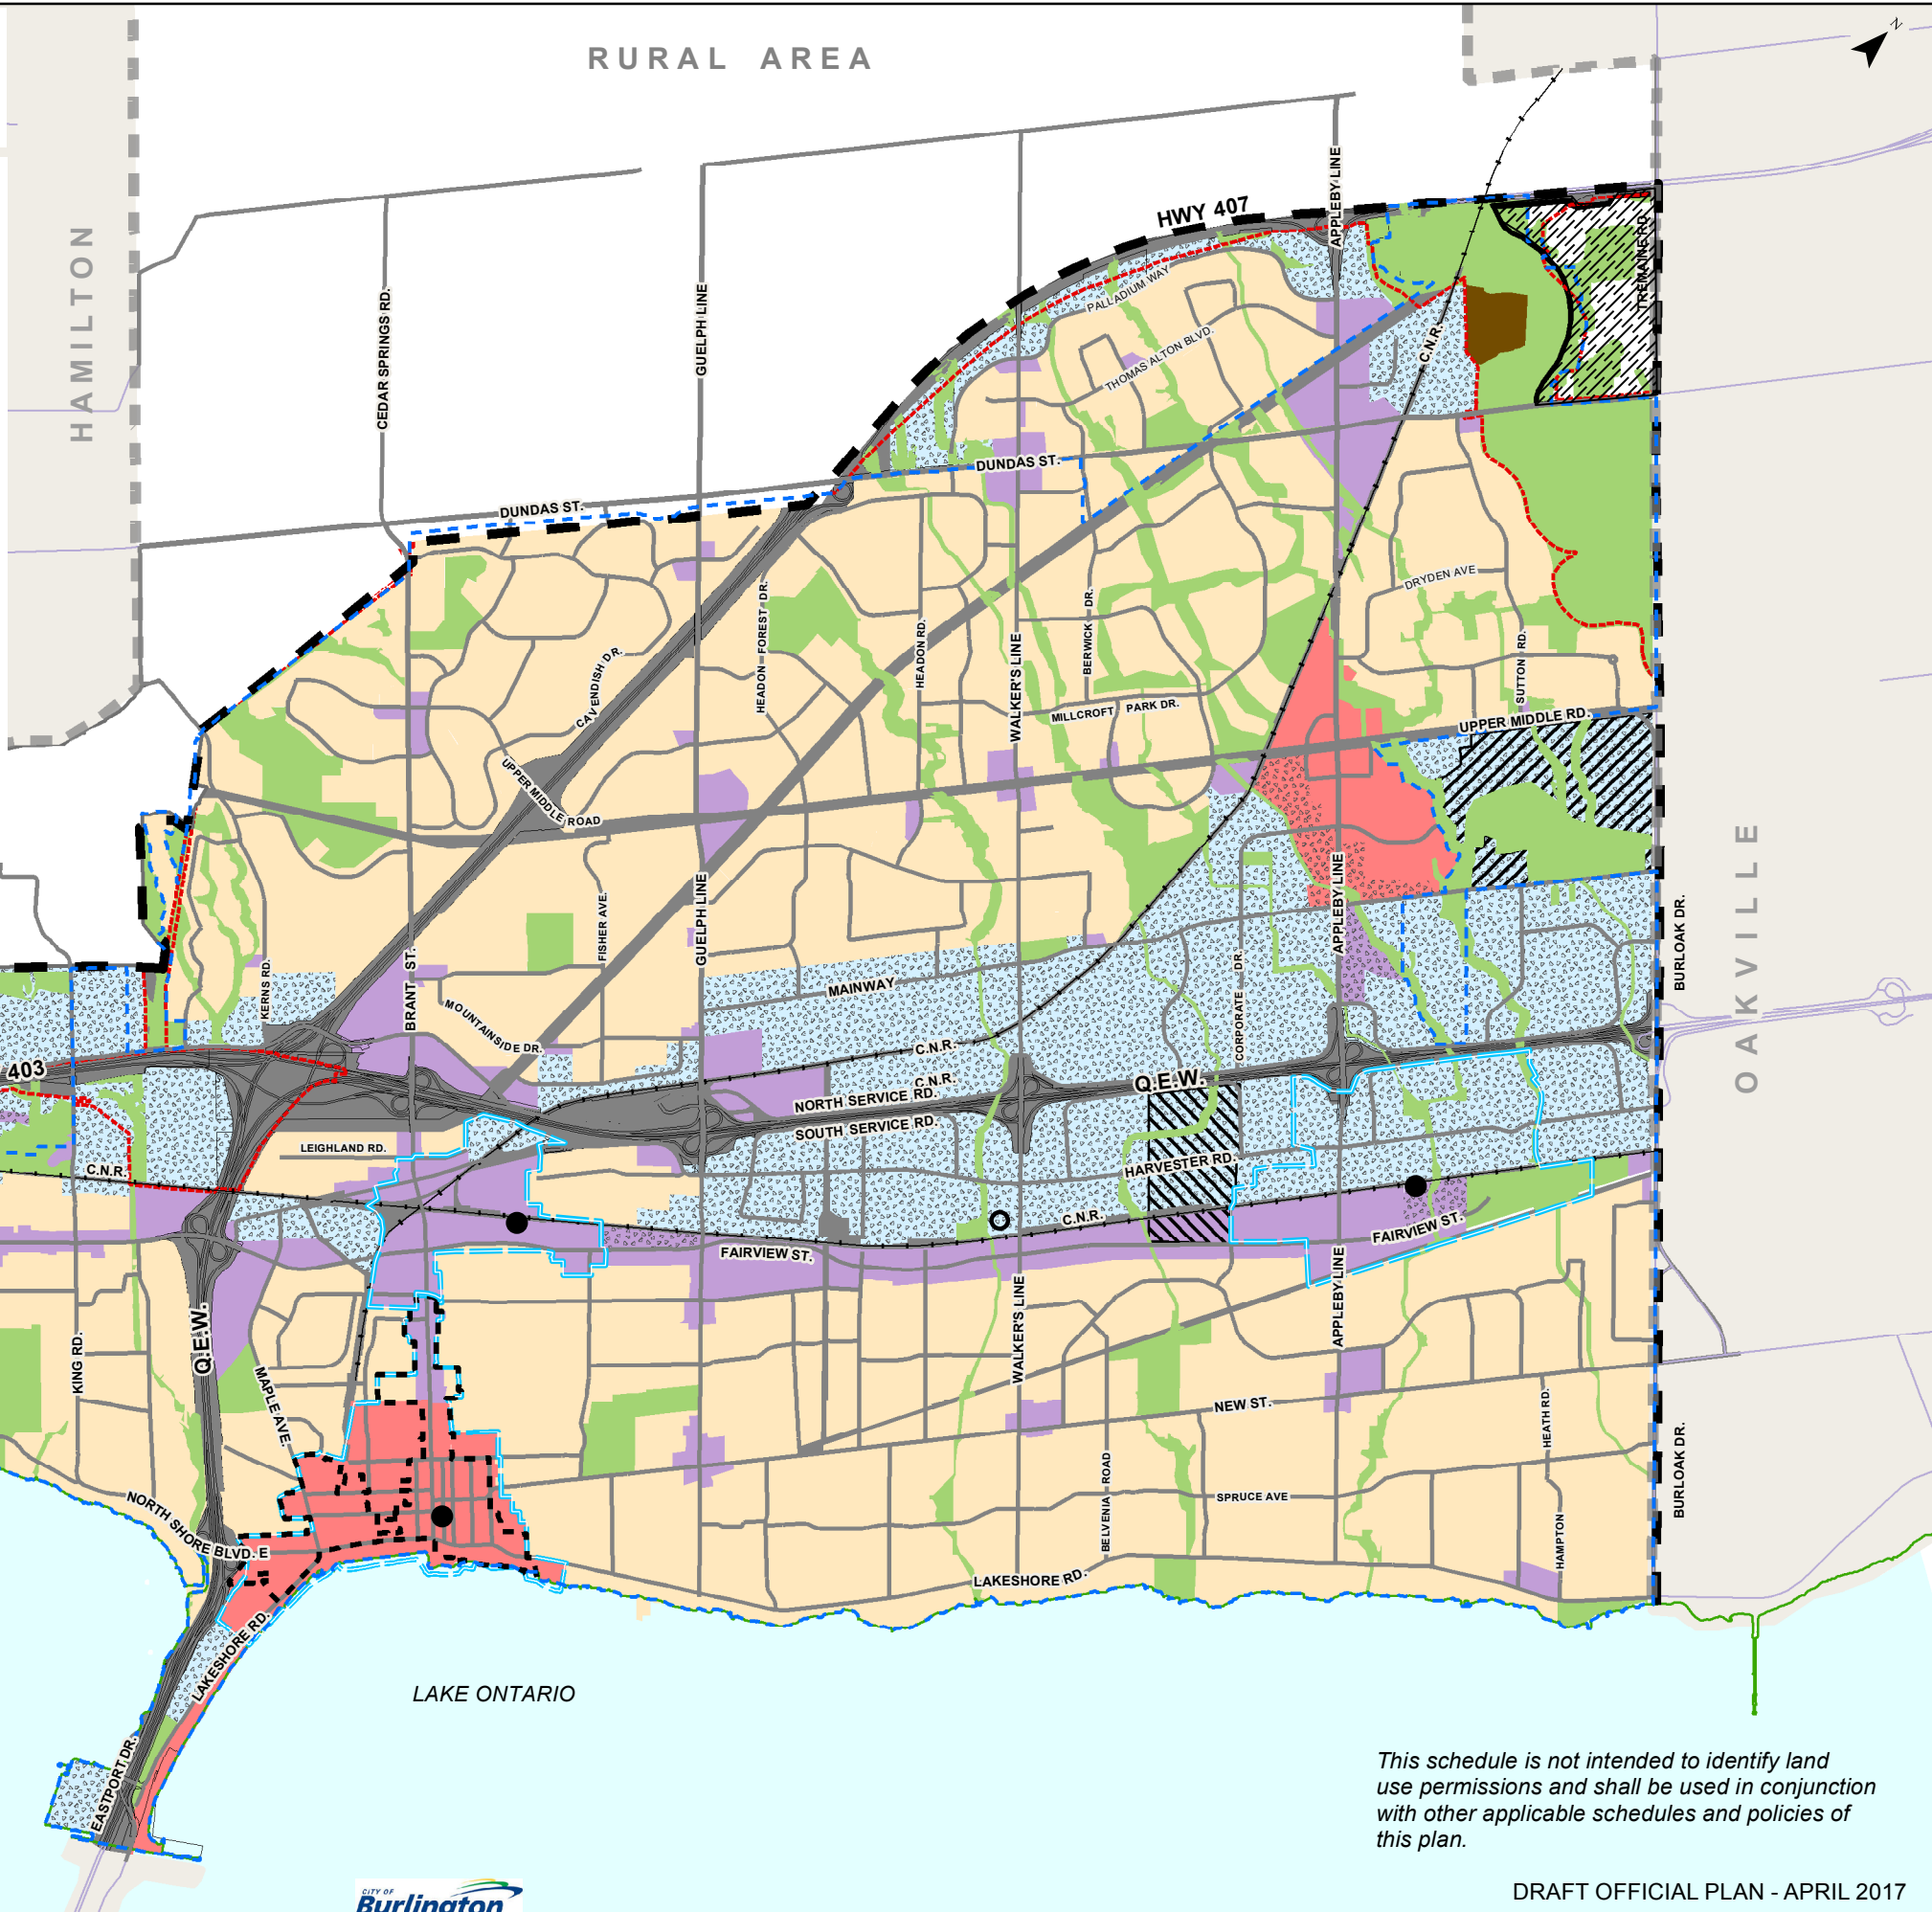 RURAL AREA
N
HAMILTON
HWY 407
APPLEBY LINE
TREMAINE RD.
CEDAR SPRINGS RD.
GUELPH LINE
PALLADIUM WAY
C.N.R.
THOMAS ALTON BLVD.
DUNDAS ST.
DUNDAS ST.
DRYDEN AVE
HEADON FOREST DR.
HEADON RD.
WALKER'S LINE
BERWICK DR.
SUTTON RD.
CAVENDISH DR.
MILLCROFT PARK DR.
UPPER MIDDLE RD.
UPPER MIDDLE ROAD
OAKVILLE
FISHER AVE.
GUELPH LINE
APPLEBY LINE
BURLOAK DR.
KERNS RD.
BRANT ST.
MAINWAY
CORPORATE DR.
MOUNTAINSIDE DR.
C.N.R.
403
C.N.R.
Q.E.W.
NORTH SERVICE RD.
SOUTH SERVICE RD.
LEIGHLAND RD.
HARVESTER RD.
C.N.R.
C.N.R.
FAIRVIEW ST.
FAIRVIEW ST.
WALKER'S LINE
APPLEBY LINE
Q.E.W.
KING RD.
MAPLE AVE.
NEW ST.
HEATH RD.
BURLOAK DR.
BELVENIA ROAD
SPRUCE AVE
NORTH SHORE BLVD. E
HAMPTON
LAKESHORE RD.
LAKESHORE RD.
LAKE ONTARIO
EASTPORT DR.
This schedule is not intended to identify land
use permissions and shall be used in conjunction
with other applicable schedules and policies of
this plan.
CITY OF
Burlington
DRAFT OFFICIAL PLAN - APRIL 2017